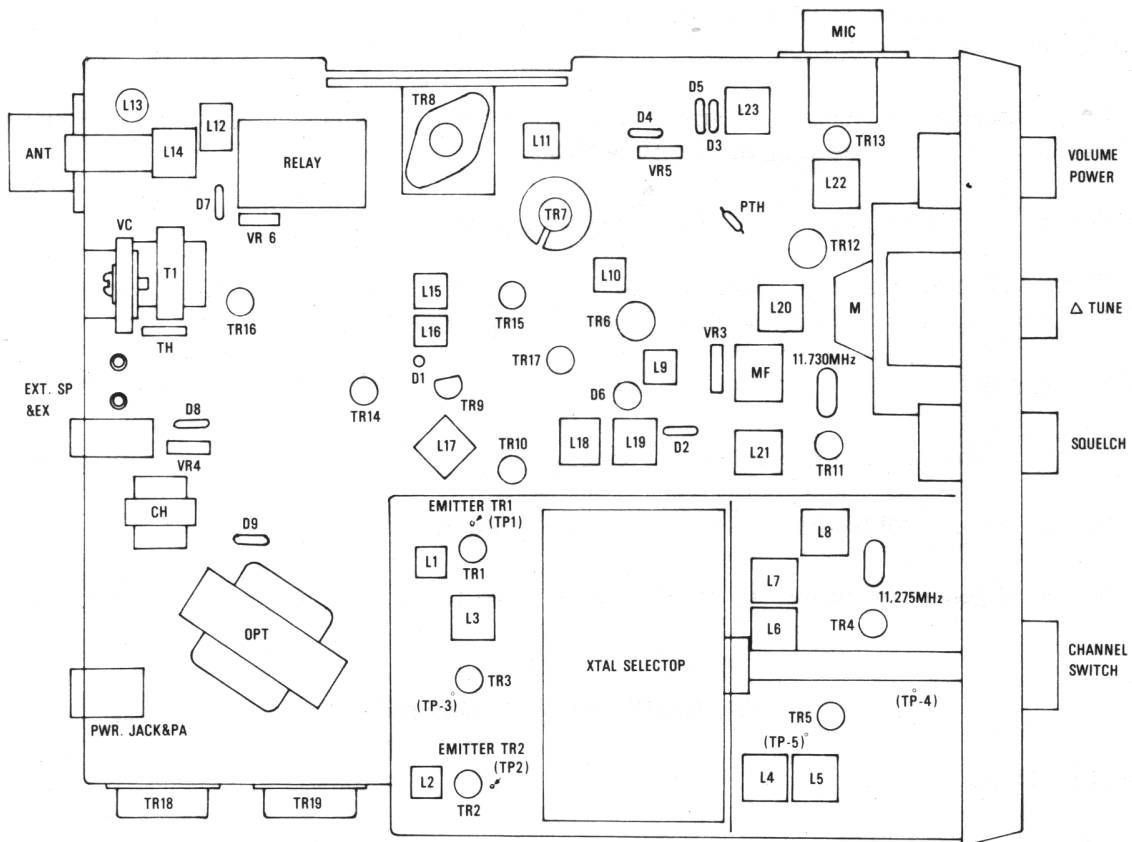 MIC
TR8
D5
L23
D4
D3
L13
L12
L11
TR13
ANT
L14
RELAY
VR5
VOLUME
POWER
L22
D7
PTH
TR7
VR 6
VC
TR12
T1
L10
L15
L20
M
△ TUNE
TR16
L16
TR15
TR6
VR3
TH
11.730MHz
TR17
L9
MF
D1
D6
EXT. SP
&EX
TR14
TR9
D8
TR10
L17
L18
L19
D2
L21
TR11
SQUELCH
VR4
CH
EMITTER TR1
(TP1)
D9
L8
L1
TR1
L7
11,275MHz
L3
L6
TR4
OPT
XTAL SELECTOP
CHANNEL
SWITCH
TR3
(TP-3)
(TP-4)
TR5
PWR. JACK&PA
(TP-5)
EMITTER TR2
(TP2)
L2
TR2
L4
L5
TR18
TR19